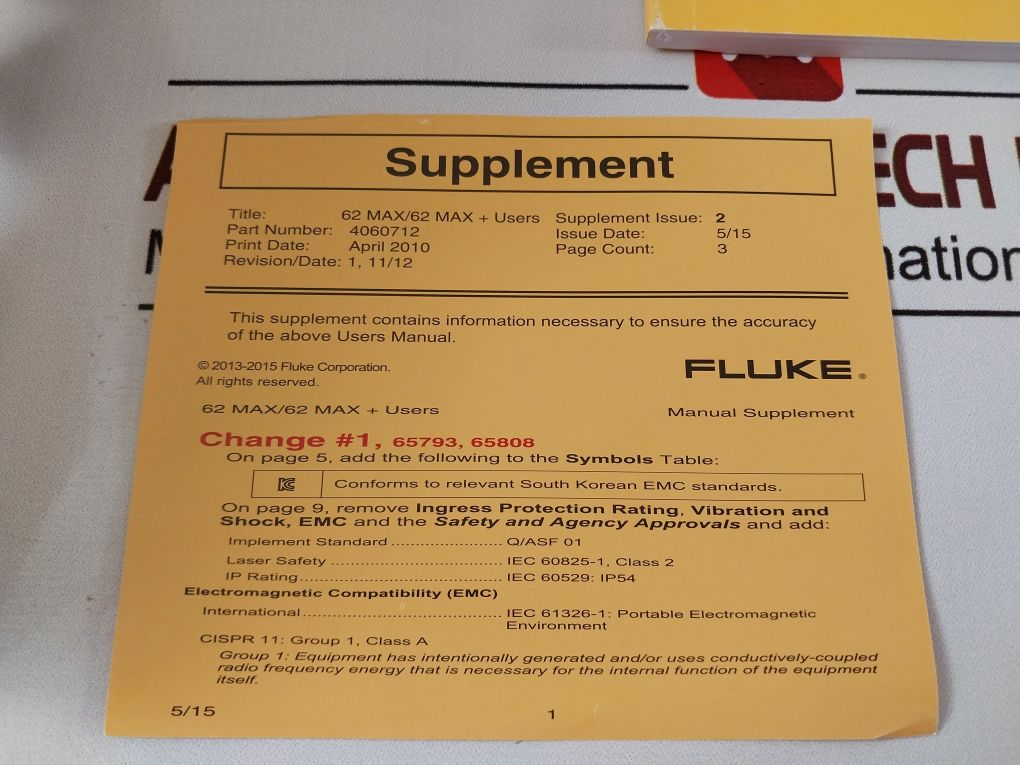 Supplement
Title: 62 MAX/62 MAX + Users Supplement Issue: 2
Part Number: 4060712 Issue Date: 5/15
Print Date: April 2010 Page Count: 3
Revision/Date: 1, 11/12
This supplement contains information necessary to ensure the accuracy
of the above Users Manual.
© 2013-2015 Fluke Corporation.
All rights reserved.
FLUKE®
62 MAX/62 MAX + Users Manual Supplement
Change #1, 65793, 65808
On page 5, add the following to the Symbols Table:
Conforms to relevant South Korean EMC standards.
On page 9, remove Ingress Protection Rating, Vibration and
Shock, EMC and the Safety and Agency Approvals and add:
Implement Standard .................... Q/ASF 01
Laser Safety ............................... IEC 60825-1, Class 2
IP Rating.................................... IEC 60529: IP54
Electromagnetic Compatibility (EMC)
International....................................... IEC 61326-1: Portable Electromagnetic
Environment
CISPR 11: Group 1, Class A
Group 1: Equipment has intentionally generated and/or uses conductively-coupled
radio frequency energy that is necessary for the internal function of the equipment
itself.
5/15 1
ECH